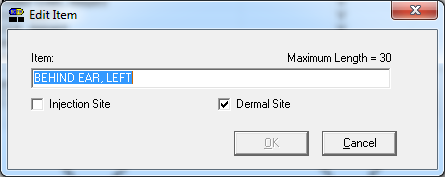 Edit Item
Item: Maximum Length = 30
BEHIND EAR, LEFT
Injection Site Dermal Site
OK Cancel